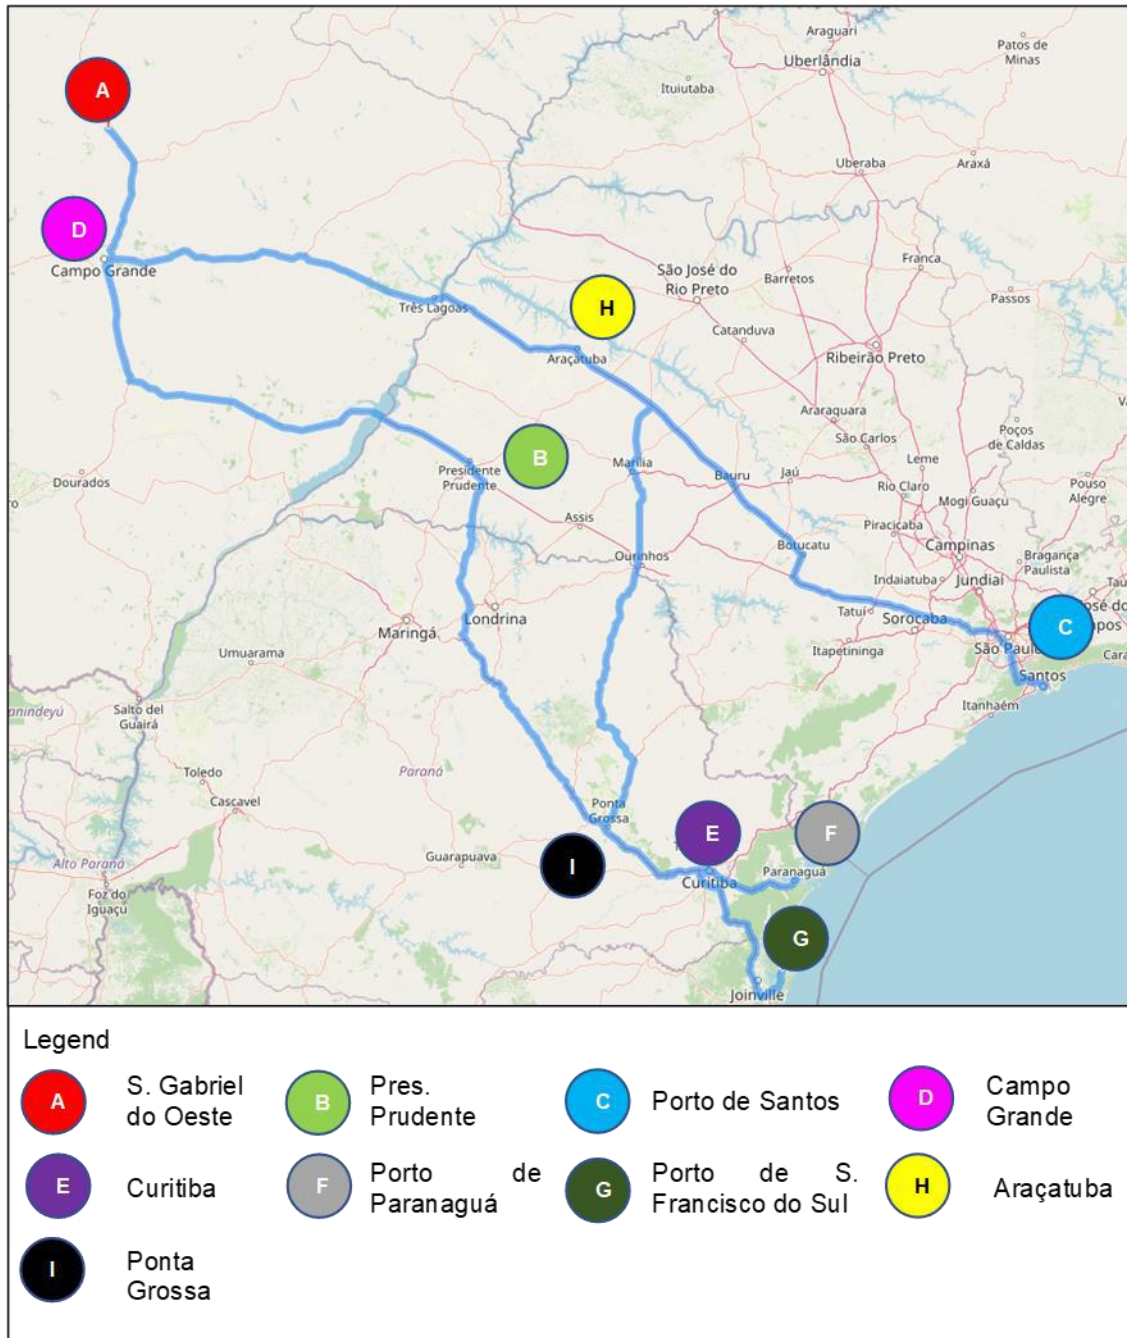 Araguari
Patos de
Minas
Uberlândia
Ituiutaba
A
Uberaba
Araxá
D
Campo Grande
Franca
São José do
Rio Preto
Barretos
Passos
Três Lagoas
H
Catanduva
Ribeirão Preto
Araçatuba
Araraquara
Poços
de Caldas
São Carlos
B
Presidente
Prudente
Marília
Bauru
Jaú
Leme
Dourados
Rio Claro
Mogi Guaçu
Pouso
Alegre
Assis
Piracicaba
Ourinhos
Botucatu
Campinas
Bragança
Paulista
Indaiatuba
Jundiaí
Londrina
Maringá
Tatuí
Sorocaba
C
Umuarama
Itapetininga
São Paulo
Santos
Salto del
Guairá
Itanhaém
Toledo
Paraná
Cascavel
Ponta
Grossa
E
F
Alto Paraná
Guarapuava
I
Curitiba
Paranaguá
Foz do
Iguaçu
G
Joinville
Legend
A S. Gabriel
do Oeste
B Pres.
Prudente
C Porto de Santos
D Campo
Grande
E Curitiba
F Porto de
Paranaguá
G Porto de S.
Francisco do Sul
H Araçatuba
I Ponta
Grossa